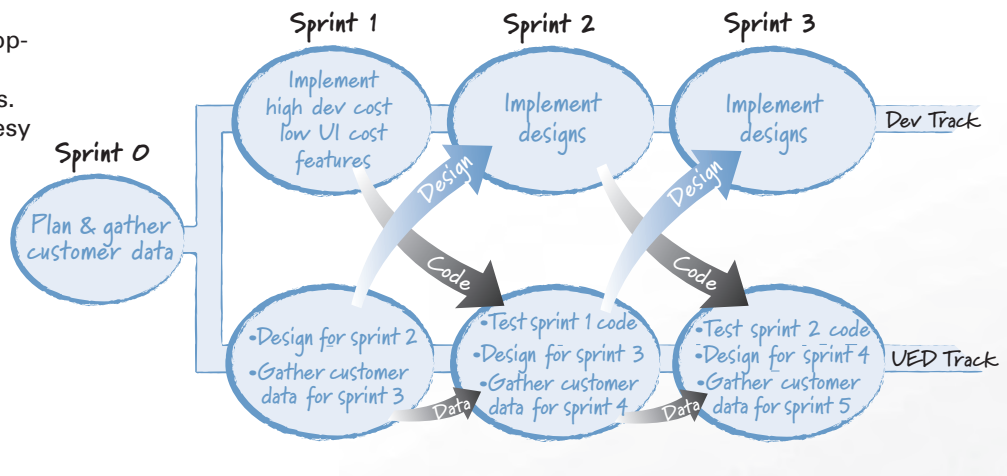 op-
s.
esy
Sprint 0
Plan & gather
customer data
Sprint 1
Implement
high dev cost
low UI cost
features
Sprint 2
Implement
designs
Sprint 3
Implement
designs
Dev Track
Design
Code
Design
Code
•Design for sprint 2
•Gather customer
data for sprint 3
Data
•Test sprint 1 code
•Design for sprint 3
•Gather customer
data for sprint 4
Data
•Test sprint 2 code
•Design for sprint 4
•Gather customer
data for sprint 5
UED Track